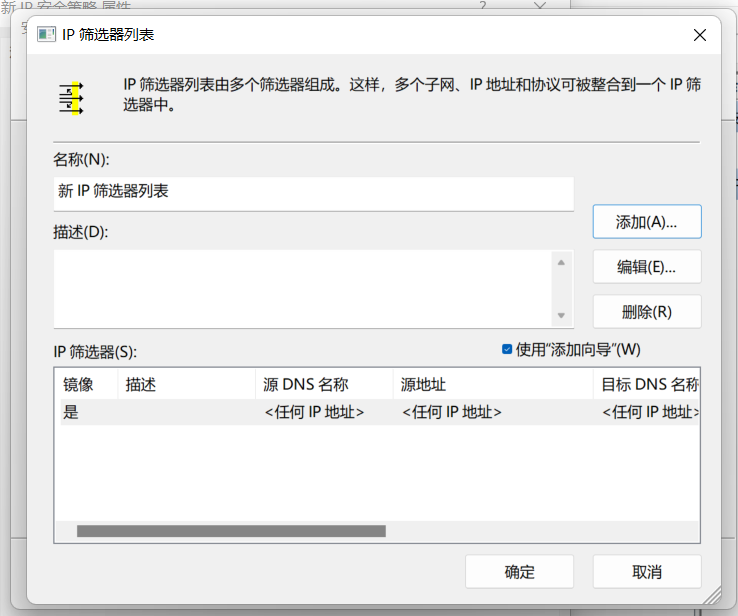 新 IP 安全策略 属性
IP 筛选器列表
IP 筛选器列表由多个筛选器组成。这样，多个子网、IP 地址和协议可被整合到一个 IP 筛
选器中。
名称(N):
新 IP 筛选器列表
添加(A)...
描述(D):
编辑(E)...
删除(R)
IP 筛选器(S):
使用“添加向导”(W)
镜像 描述 源 DNS 名称 源地址 目标 DNS 名称
是 <任何 IP 地址> <任何 IP 地址> <任何 IP 地址>
确定 取消